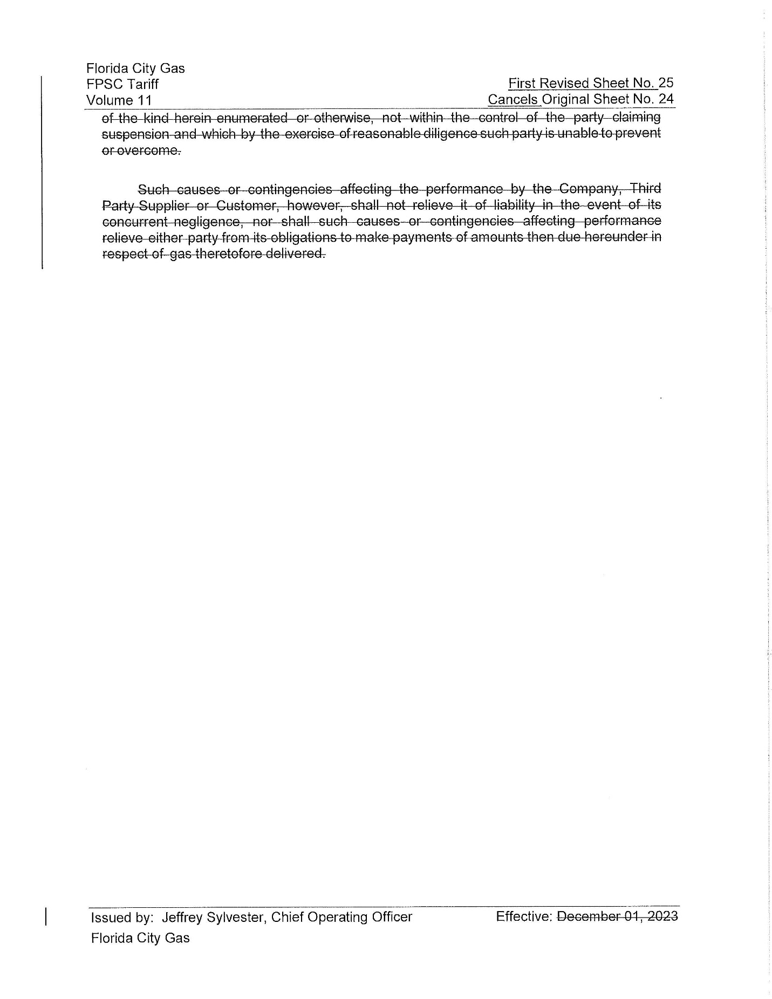 Florida City Gas
FPSC Tariff
First Revised Sheet No. 25
Volume 11
Cancels Original Sheet No. 24
of the kind herein enumerated or otherwise, not within the control of the party claiming
suspension and which by the exercise of reasonable diligence such party is unable to prevent
or overcome.
Such causes or contingencies affecting the performance by the Company, Third
Party Supplier or Customer, however, shall not relieve it of liability in the event of its
concurrent negligence, nor shall such causes or contingencies affecting performance
relieve either party from its obligations to make payments of amounts then due hereunder in
respect of gas theretofore delivered.
Issued by: Jeffrey Sylvester, Chief Operating Officer
Effective: December 01, 2023
Florida City Gas